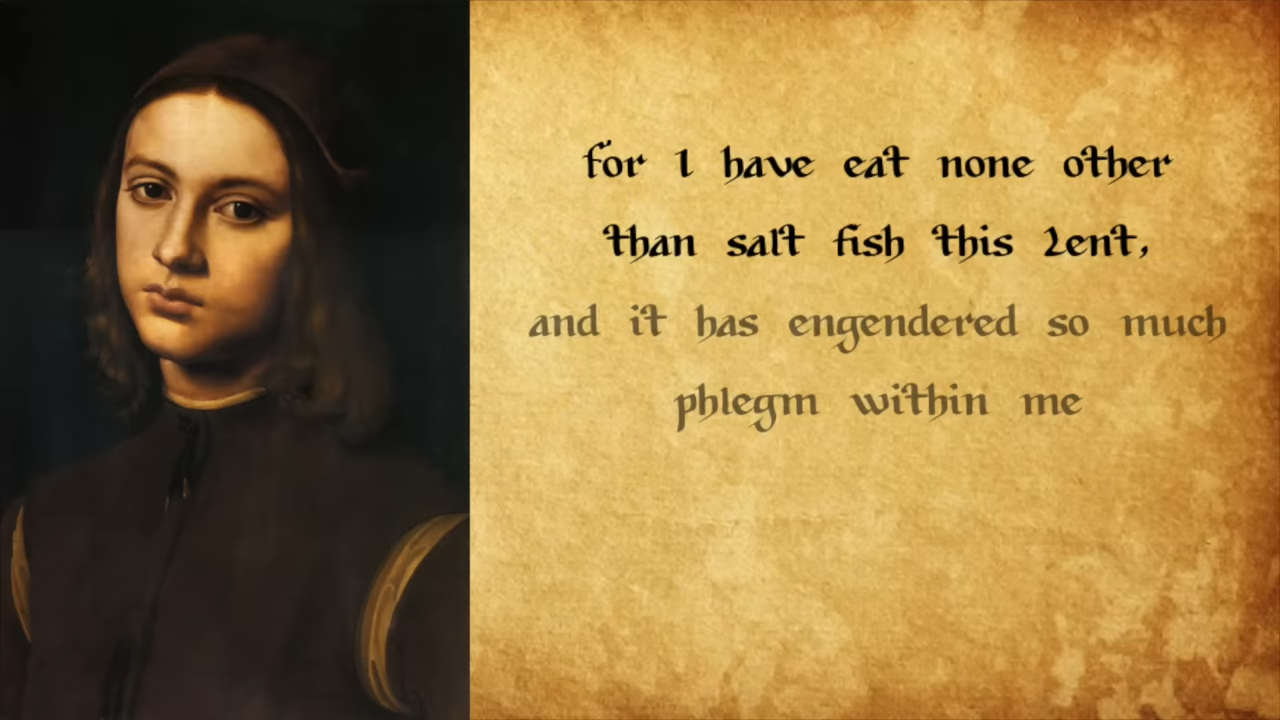 for I have eat none other
than salt fish this Lent,
and it has engendered so much
phlegm within me